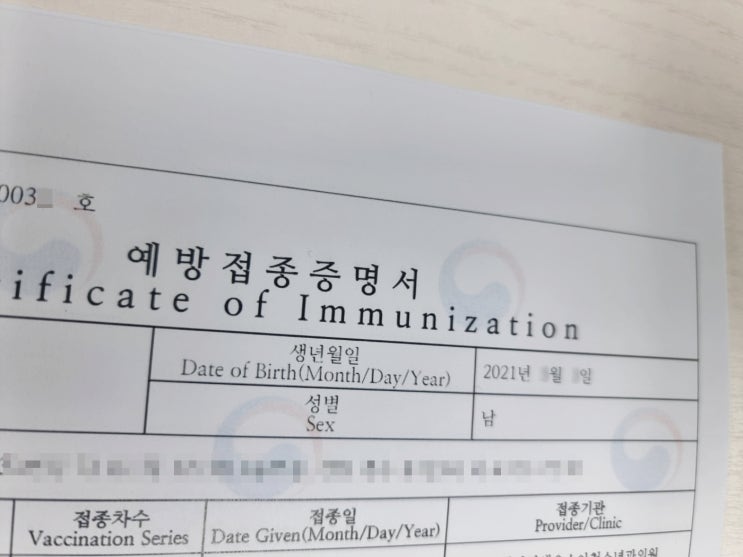 003 호
예방접종증명서
ificate of Immunization
생년월일
Date of Birth(Month/Day/Year)
2021년 월 일
성별
Sex
남
접종차수
Vaccination Series
접종일
Date Given(Month/Day/Year)
접종기관
Provider/Clinic